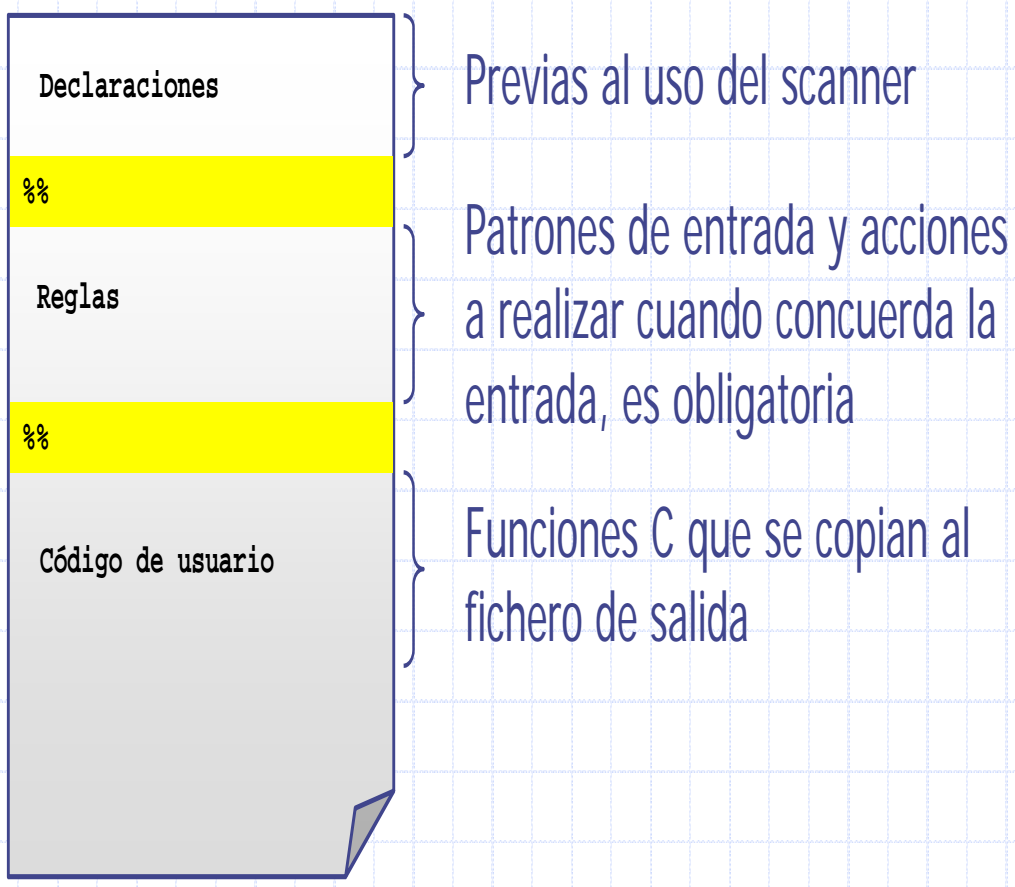 Declaraciones
Previas al uso del scanner
%%
Reglas
Patrones de entrada y acciones
a realizar cuando concuerda la
entrada, es obligatoria
%%
Código de usuario
Funciones C que se copian al
fichero de salida